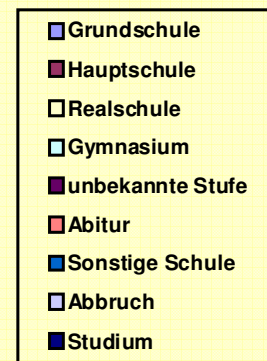 Grundschule
Hauptschule
Realschule
Gymnasium
unbekannte Stufe
Abitur
Sonstige Schule
Abbruch
Studium